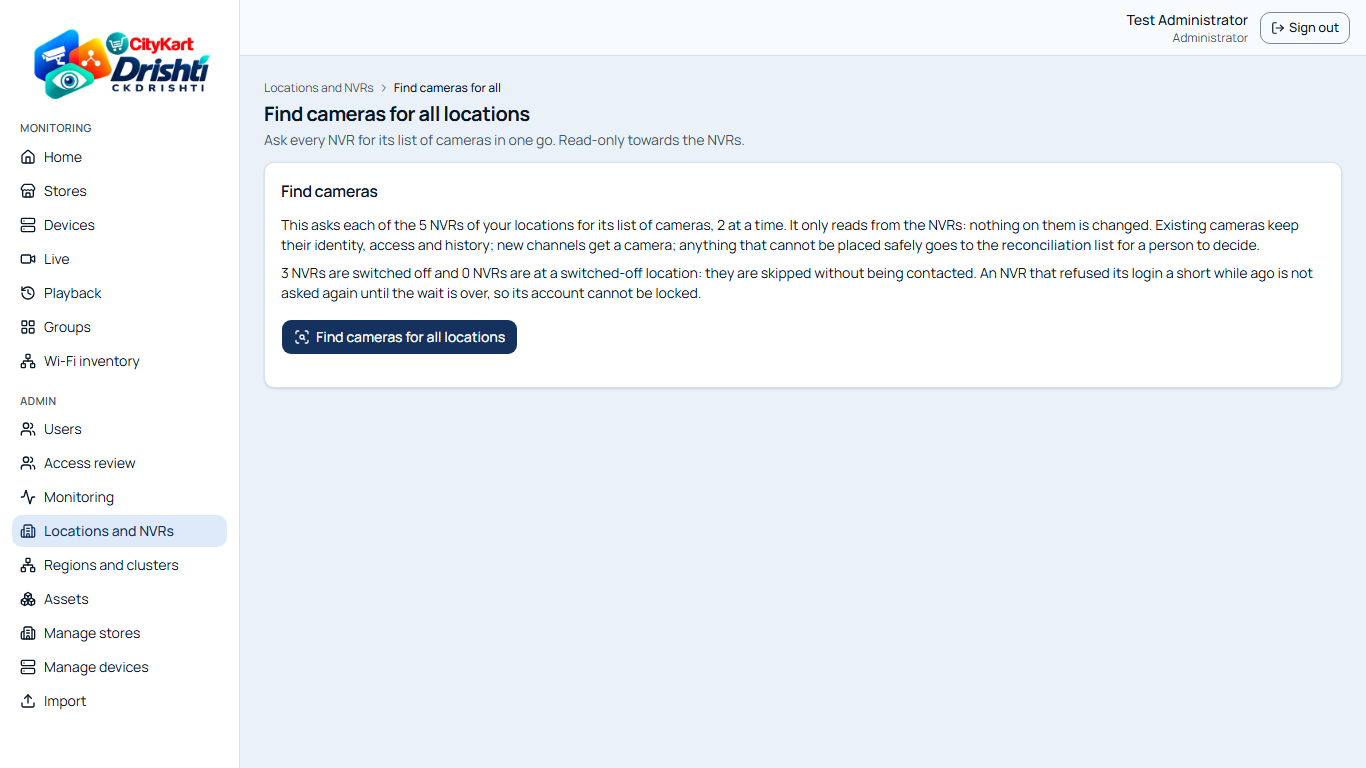 CityKart
Drishti
CKDRISHTI
MONITORING
Home
Stores
Devices
Live
Playback
Groups
Wi-Fi inventory
ADMIN
Users
Access review
Monitoring
Locations and NVRs
Regions and clusters
Assets
Manage stores
Manage devices
Import
Test Administrator
Administrator
Sign out
Locations and NVRs > Find cameras for all
Find cameras for all locations
Ask every NVR for its list of cameras in one go. Read-only towards the NVRs.
Find cameras
This asks each of the 5 NVRs of your locations for its list of cameras, 2 at a time. It only reads from the NVRs: nothing on them is changed. Existing cameras keep
their identity, access and history; new channels get a camera; anything that cannot be placed safely goes to the reconciliation list for a person to decide.
3 NVRs are switched off and 0 NVRs are at a switched-off location: they are skipped without being contacted. An NVR that refused its login a short while ago is not
asked again until the wait is over, so its account cannot be locked.
Find cameras for all locations